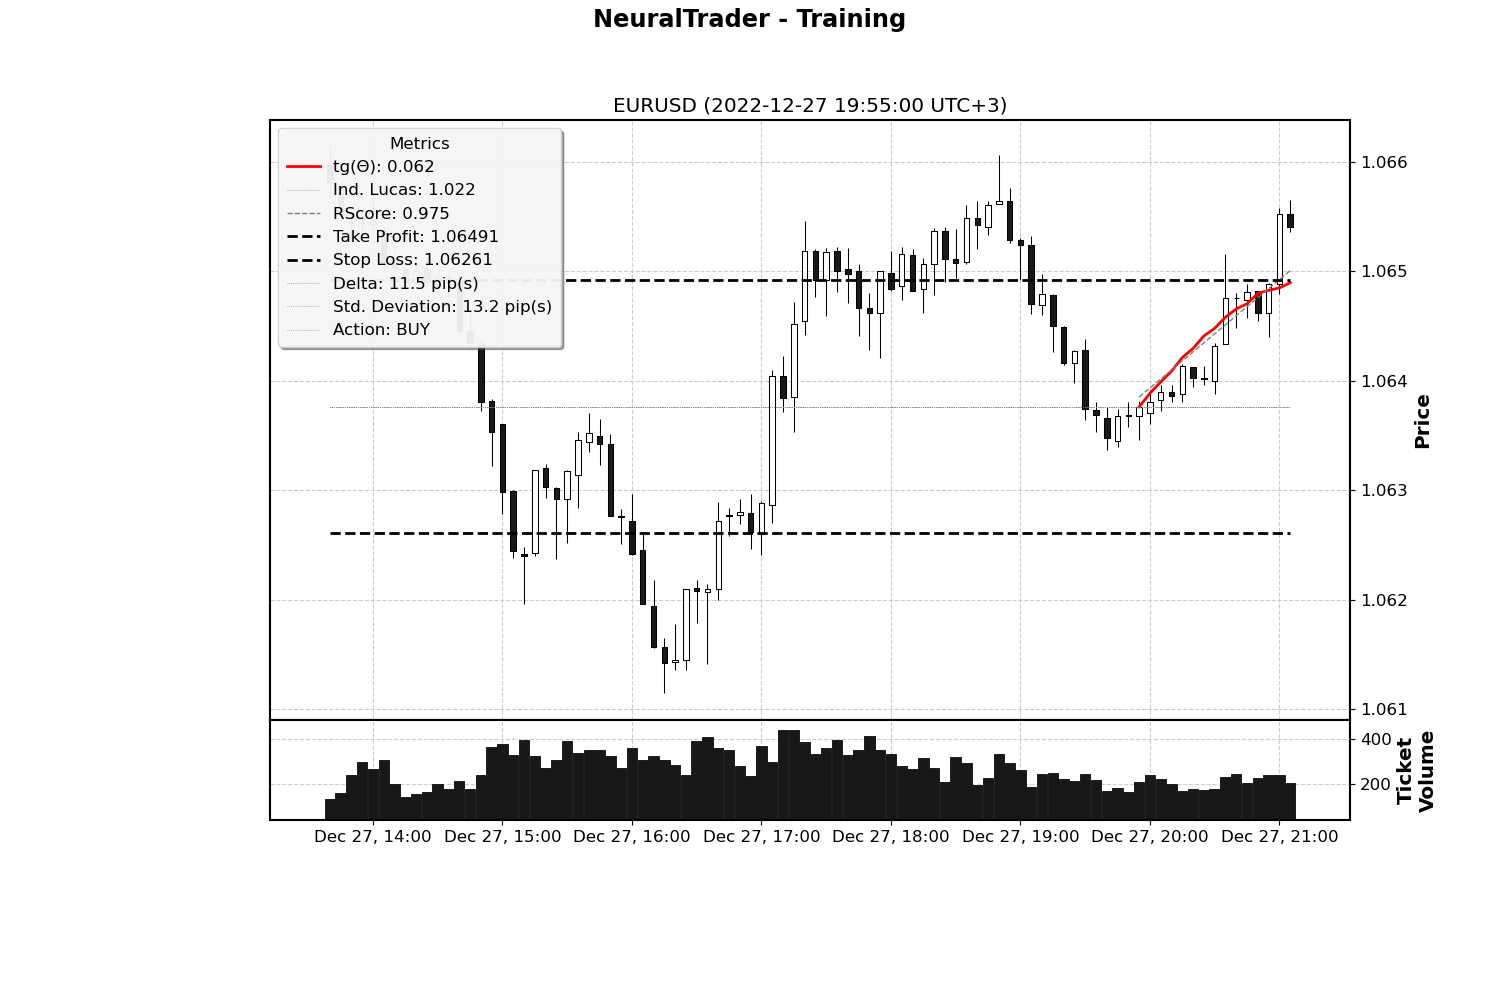 NeuralTrader - Training
EURUSD (2022-12-27 19:55:00 UTC+3)
Metrics
tg(Θ): 0.062
Ind. Lucas: 1.022
RScore: 0.975
Take Profit: 1.06491
Stop Loss: 1.06261
Delta: 11.5 pip(s)
Std. Deviation: 13.2 pip(s)
Action: BUY
1.066
1.065
1.064
1.063
1.062
1.061
Price
400
200
Ticket
Volume
Dec 27, 14:00 Dec 27, 15:00 Dec 27, 16:00 Dec 27, 17:00 Dec 27, 18:00 Dec 27, 19:00 Dec 27, 20:00 Dec 27, 21:00